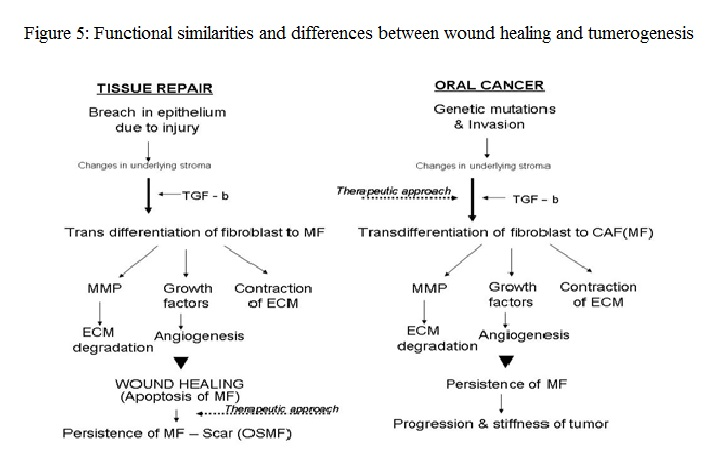 Figure 5: Functional similarities and differences between wound healing and tumerogenesis
TISSUE REPAIR
Breach in epithelium
due to injury
Changes in underlying stroma
TGF - b
Trans differentiation of fibroblast to MF
MMP
Growth
factors
Contraction
of ECM
ECM
degradation
Angiogenesis
WOUND HEALING
(Apoptosis of MF)
Therapeutic approach
Persistence of MF – Scar (OSMF)
ORAL CANCER
Genetic mutations
& Invasion
Changes in underlying stroma
Therapeutic approach
TGF - b
Transdifferentiation of fibroblast to CAF(MF)
MMP
Growth
factors
Contraction
of ECM
ECM
degradation
Angiogenesis
Persistence of MF
Progression & stiffness of tumor